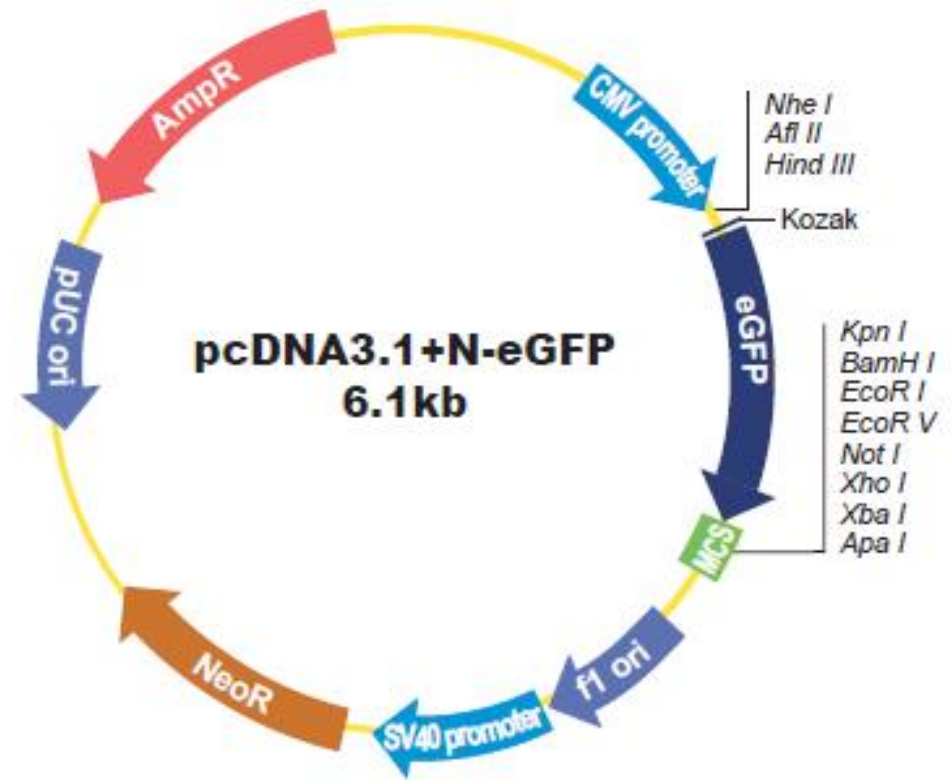 AmpR
CMV promoter
Nhe I
Afl II
Hind III
Kozak
eGFP
pUC ori
pcDNA3.1+N-eGFP
6.1kb
Kpn I
BamH I
EcoR I
EcoR V
Not I
Xho I
Xba I
Apa I
MCS
f1 ori
NeoR
SV40 promoter